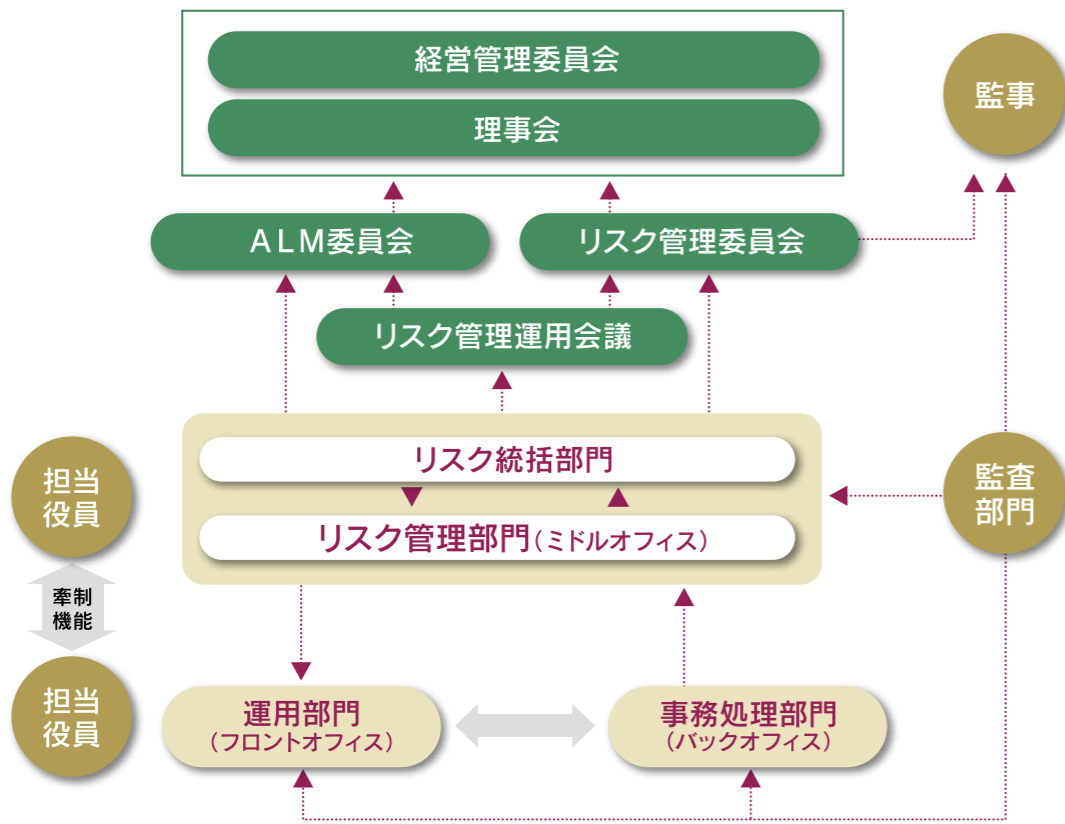 経営管理委員会
理事会
監事
ALM委員会
リスク管理委員会
リスク管理運用会議
リスク統括部門
リスク管理部門(ミドルオフィス)
担当
役員
監査
部門
牽制
機能
担当
役員
運用部門
(フロントオフィス)
事務処理部門
(バックオフィス)